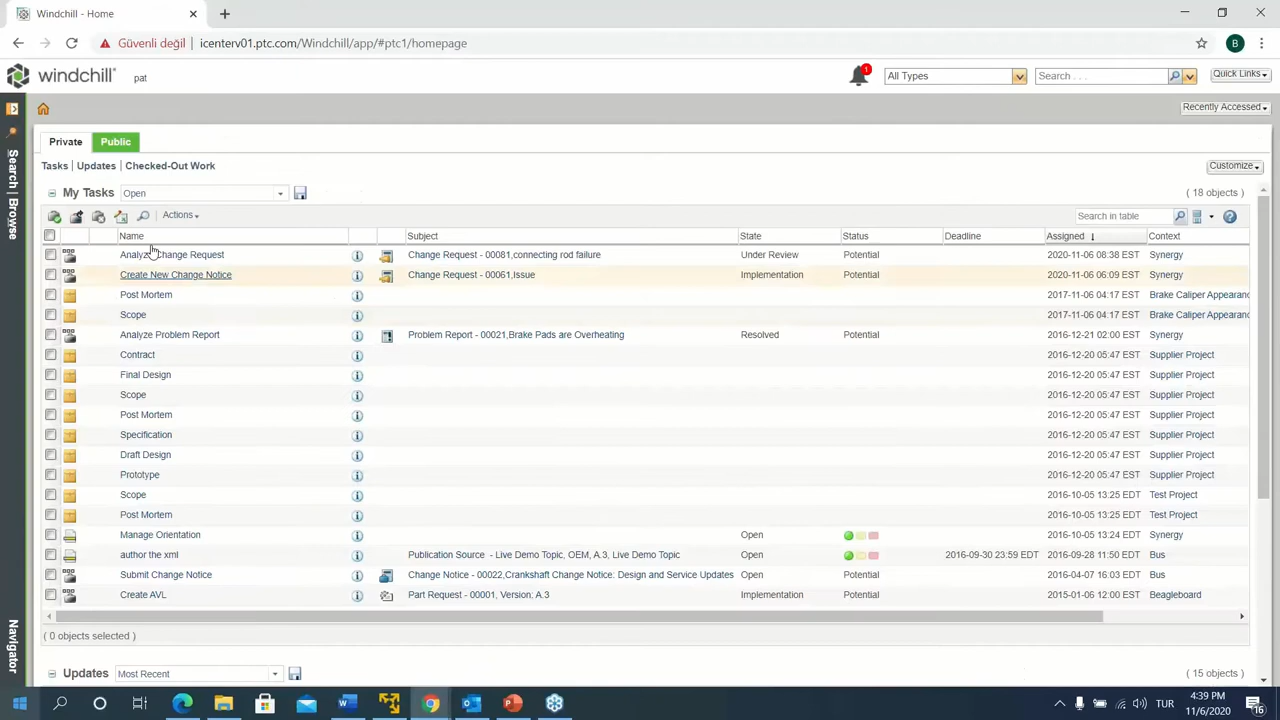 Windchill - Home
Güvenli değil icenterv01.ptc.com/Windchill/app/#ptc1/homepage B
windchill pat 1 All Types Search . . . Quick Links
Recently Accessed
Search | Browse
Navigator
Private Public
Tasks | Updates | Checked-Out Work Customize
My Tasks Open ( 18 objects )
Actions Search in table
Name Subject State Status Deadline Assigned Context
Analyze Change Request Change Request - 00081,connecting rod failure Under Review Potential 2020-11-06 08:38 EST Synergy
Create New Change Notice Change Request - 00061,Issue Implementation Potential 2020-11-06 06:09 EST Synergy
Post Mortem 2017-11-06 04:17 EST Brake Caliper Appearanc
Scope 2017-11-06 04:17 EST Brake Caliper Appearanc
Analyze Problem Report Problem Report - 00021,Brake Pads are Overheating Resolved Potential 2016-12-21 02:00 EST Synergy
Contract 2016-12-20 05:47 EST Supplier Project
Final Design 2016-12-20 05:47 EST Supplier Project
Scope 2016-12-20 05:47 EST Supplier Project
Post Mortem 2016-12-20 05:47 EST Supplier Project
Specification 2016-12-20 05:47 EST Supplier Project
Draft Design 2016-12-20 05:47 EST Supplier Project
Prototype 2016-12-20 05:47 EST Supplier Project
Scope 2016-10-05 13:25 EDT Test Project
Post Mortem 2016-10-05 13:25 EDT Test Project
Manage Orientation Open 2016-10-05 13:25 EDT Synergy
author the xml Publication Source - Live Demo Topic, OEM, A.3, Live Demo Topic Open 2016-09-30 23:59 EDT 2016-09-28 11:50 EDT Bus
Submit Change Notice Change Notice - 00022,Crankshaft Change Notice: Design and Service Updates Open Potential 2016-04-07 16:03 EDT Bus
Create AVL Part Request - 00001, Version: A.3 Implementation Potential 2015-01-06 12:00 EST Beagleboard
( 0 objects selected )
Updates Most Recent ( 15 objects )
TUR 4:39 PM
11/6/2020 16